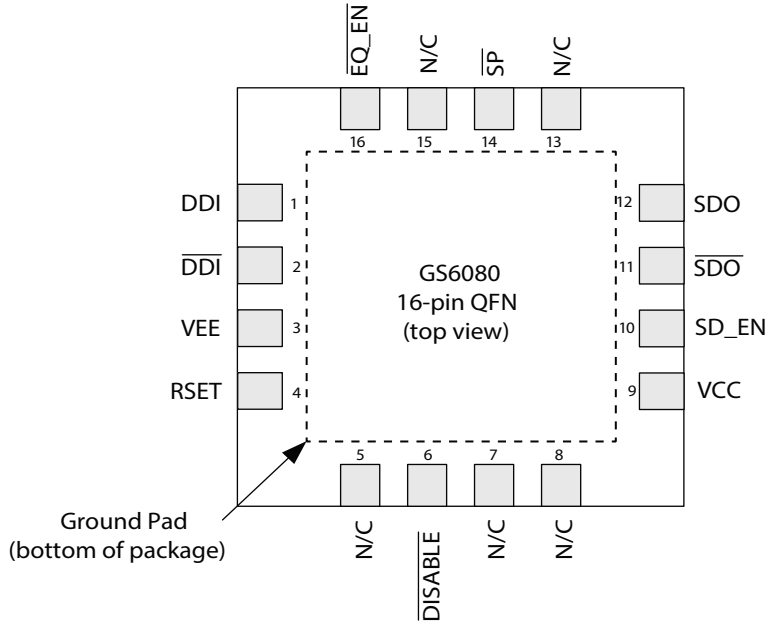 EQ_EN
N/C
SP
N/C
16
15
14
13
DDI
1
12
SDO
DDI
2
11
SDO
GS6080
16-pin QFN
(top view)
VEE
3
10
SD_EN
RSET
4
9
VCC
5
6
7
8
N/C
DISABLE
N/C
N/C
Ground Pad
(bottom of package)